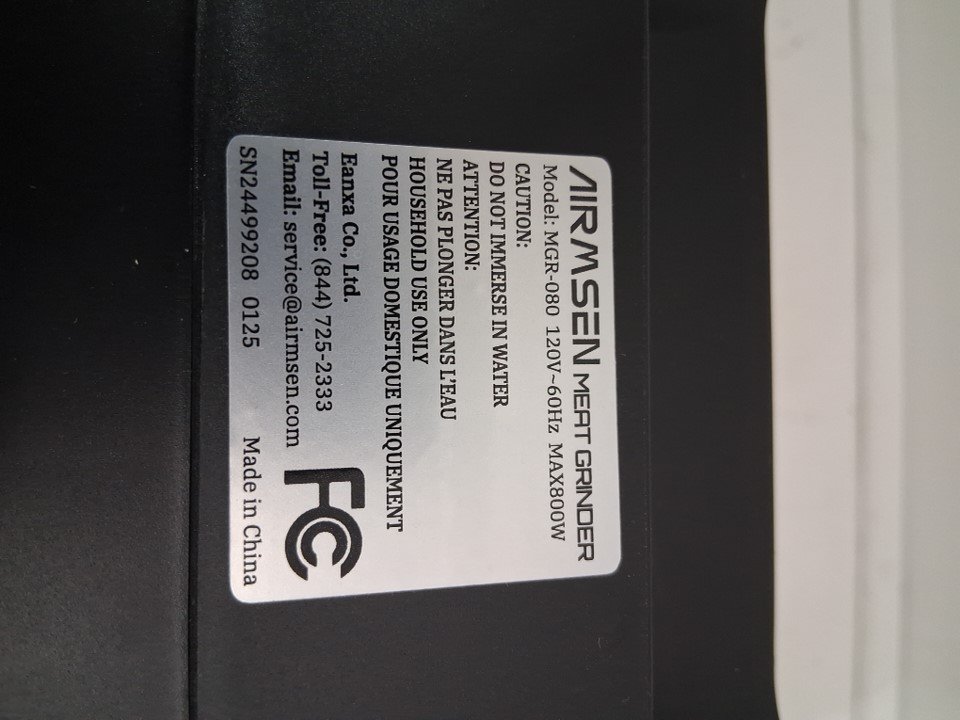 AIRMSEN MEAT GRINDER
Model: MGR-080 120V~60Hz MAX800W
CAUTION:
DO NOT IMMERSE IN WATER
ATTENTION:
NE PAS PLONGER DANS L'EAU
HOUSEHOLD USE ONLY
POUR USAGE DOMESTIQUE UNIQUEMENT
Eanxa Co., Ltd.
Toll-Free: (844) 725-2333
Email: service@airmsen.com
FC
SN24499208 0125 Made in China